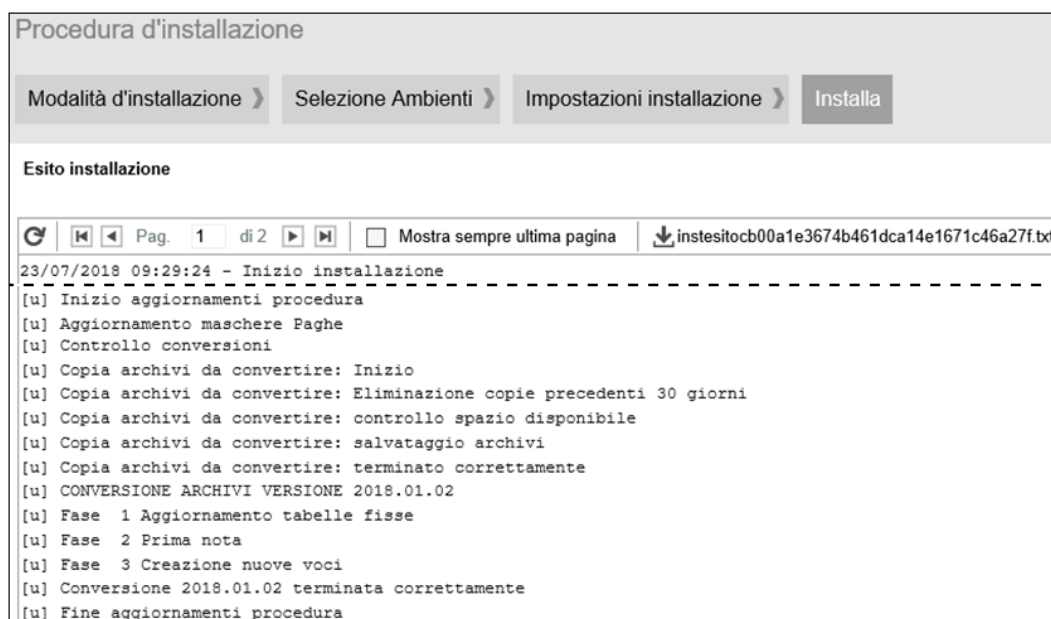 Procedura d'installazione
Modalità d'installazione
Selezione Ambienti
Impostazioni installazione
Installa
Esito installazione
Pag. 1 di 2 Mostra sempre ultima pagina instesitocb00a1e3674b461dca14e1671c46a27f.txt
23/07/2018 09:29:24 - Inizio installazione
[u] Inizio aggiornamenti procedura
[u] Aggiornamento maschere Paghe
[u] Controllo conversioni
[u] Copia archivi da convertire: Inizio
[u] Copia archivi da convertire: Eliminazione copie precedenti 30 giorni
[u] Copia archivi da convertire: controllo spazio disponibile
[u] Copia archivi da convertire: salvataggio archivi
[u] Copia archivi da convertire: terminato correttamente
[u] CONVERSIONE ARCHIVI VERSIONE 2018.01.02
[u] Fase  1 Aggiornamento tabelle fisse
[u] Fase  2 Prima nota
[u] Fase  3 Creazione nuove voci
[u] Conversione 2018.01.02 terminata correttamente
[u] Fine aggiornamenti procedura